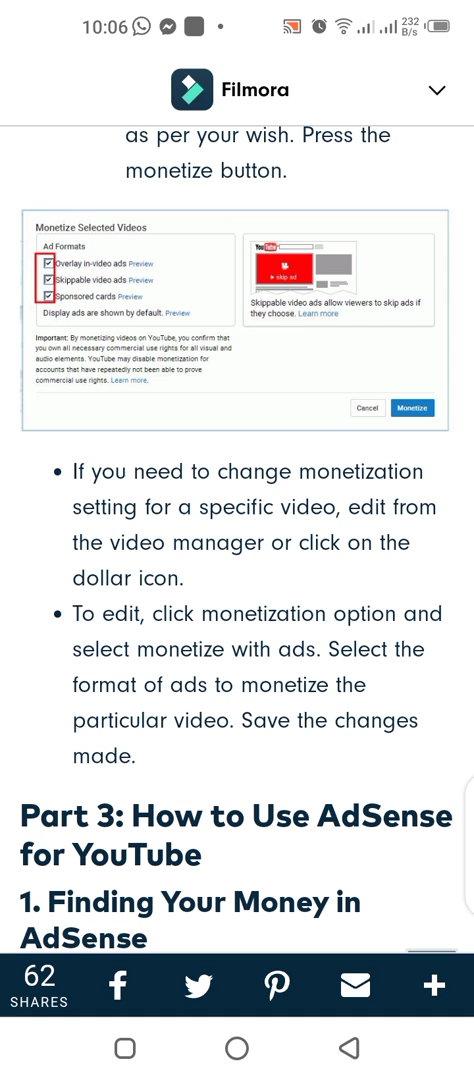 10:06
232
B/s
Filmora
as per your wish. Press the
monetize button.
Monetize Selected Videos
Ad Formats
Overlay in-video ads Preview
Skippable video ads Preview
Sponsored cards Preview
Display ads are shown by default. Preview
Important: By monetizing videos on YouTube, you confirm that
you own all necessary commercial use rights for all visual and
audio elements. YouTube may disable monetization for
accounts that have repeatedly not been able to prove
commercial use rights. Learn more.
YouTube
skip ad
Skippable video ads allow viewers to skip ads if
they choose. Learn more
Cancel
Monetize
• If you need to change monetization
setting for a specific video, edit from
the video manager or click on the
dollar icon.
• To edit, click monetization option and
select monetize with ads. Select the
format of ads to monetize the
particular video. Save the changes
made.
Part 3: How to Use AdSense
for YouTube
1. Finding Your Money in
AdSense
62
SHARES